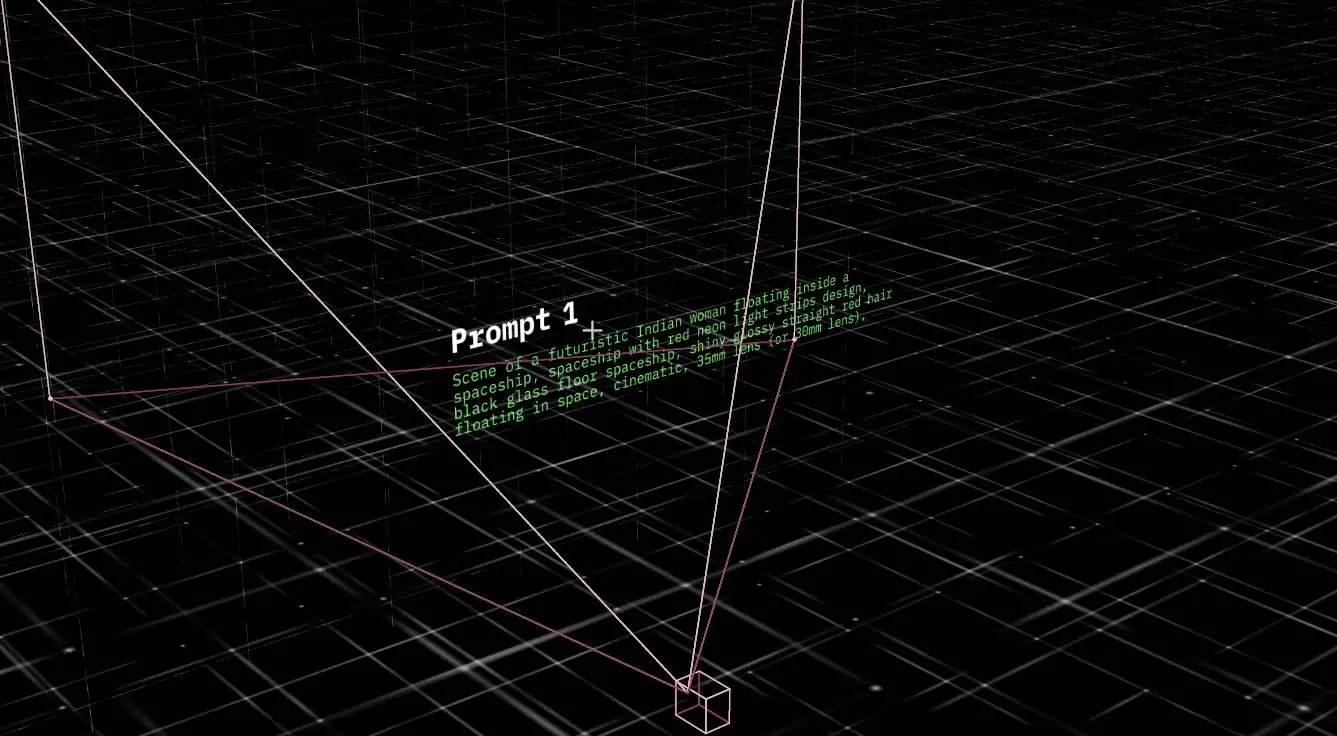 Prompt 1
Scene of a futuristic Indian woman floating inside a
spaceship, spaceship with red neon light strips design,
black glass floor spaceship, shiny glossy straight red hair
floating in space, cinematic, 35mm lens (or 30mm lens),